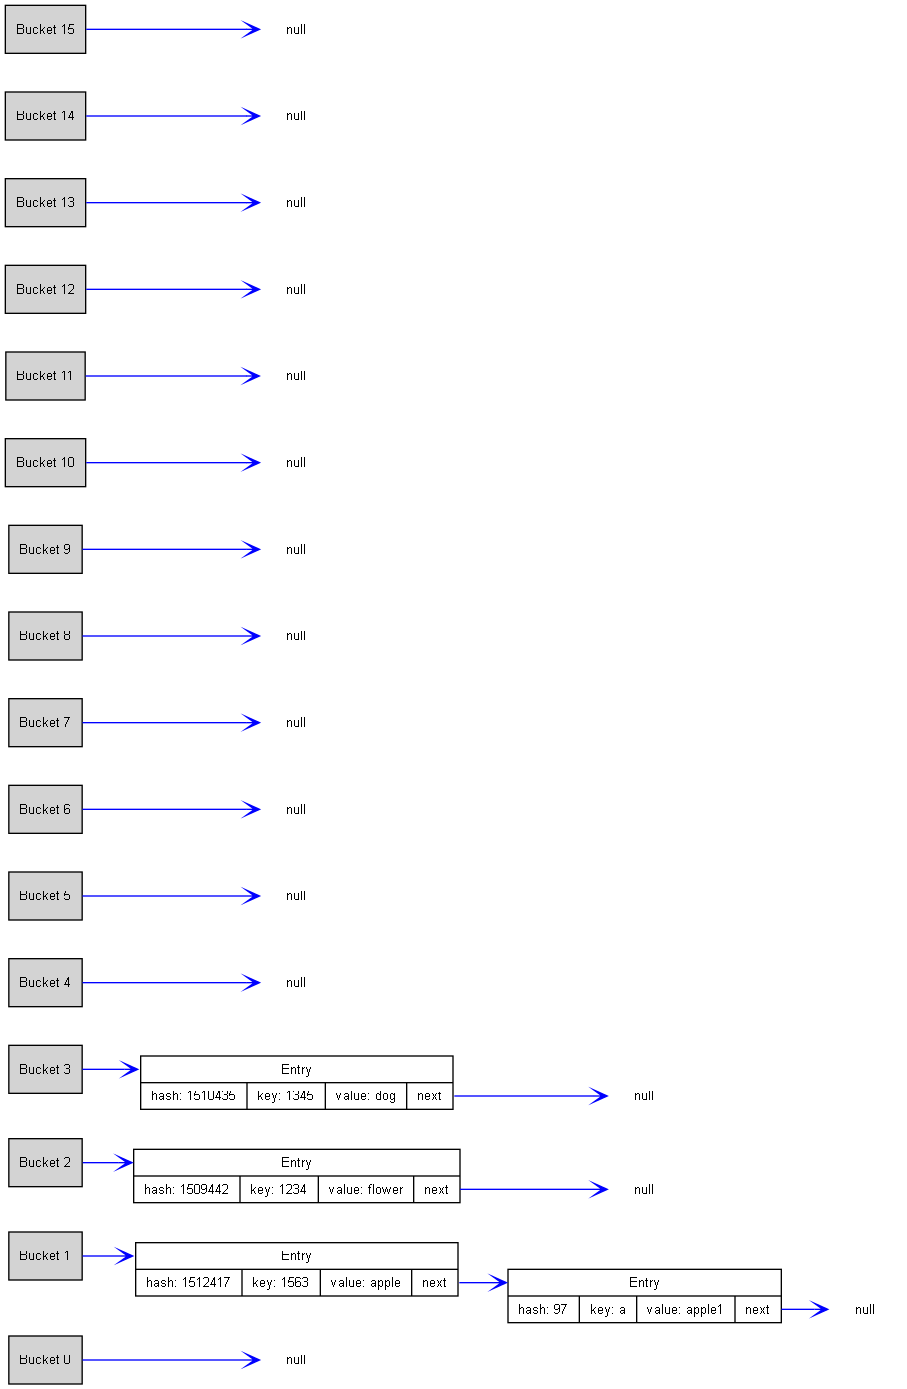 Bucket 15 null
Bucket 14 null
Bucket 13 null
Bucket 12 null
Bucket 11 null
Bucket 10 null
Bucket 9 null
Bucket 8 null
Bucket 7 null
Bucket 6 null
Bucket 5 null
Bucket 4 null
Bucket 3 Entry
hash: 1510435 key: 1345 value: dog next null
Bucket 2 Entry
hash: 1509442 key: 1234 value: flower next null
Bucket 1 Entry
hash: 1512417 key: 1563 value: apple next Entry
hash: 97 key: a value: apple1 next null
Bucket 0 null